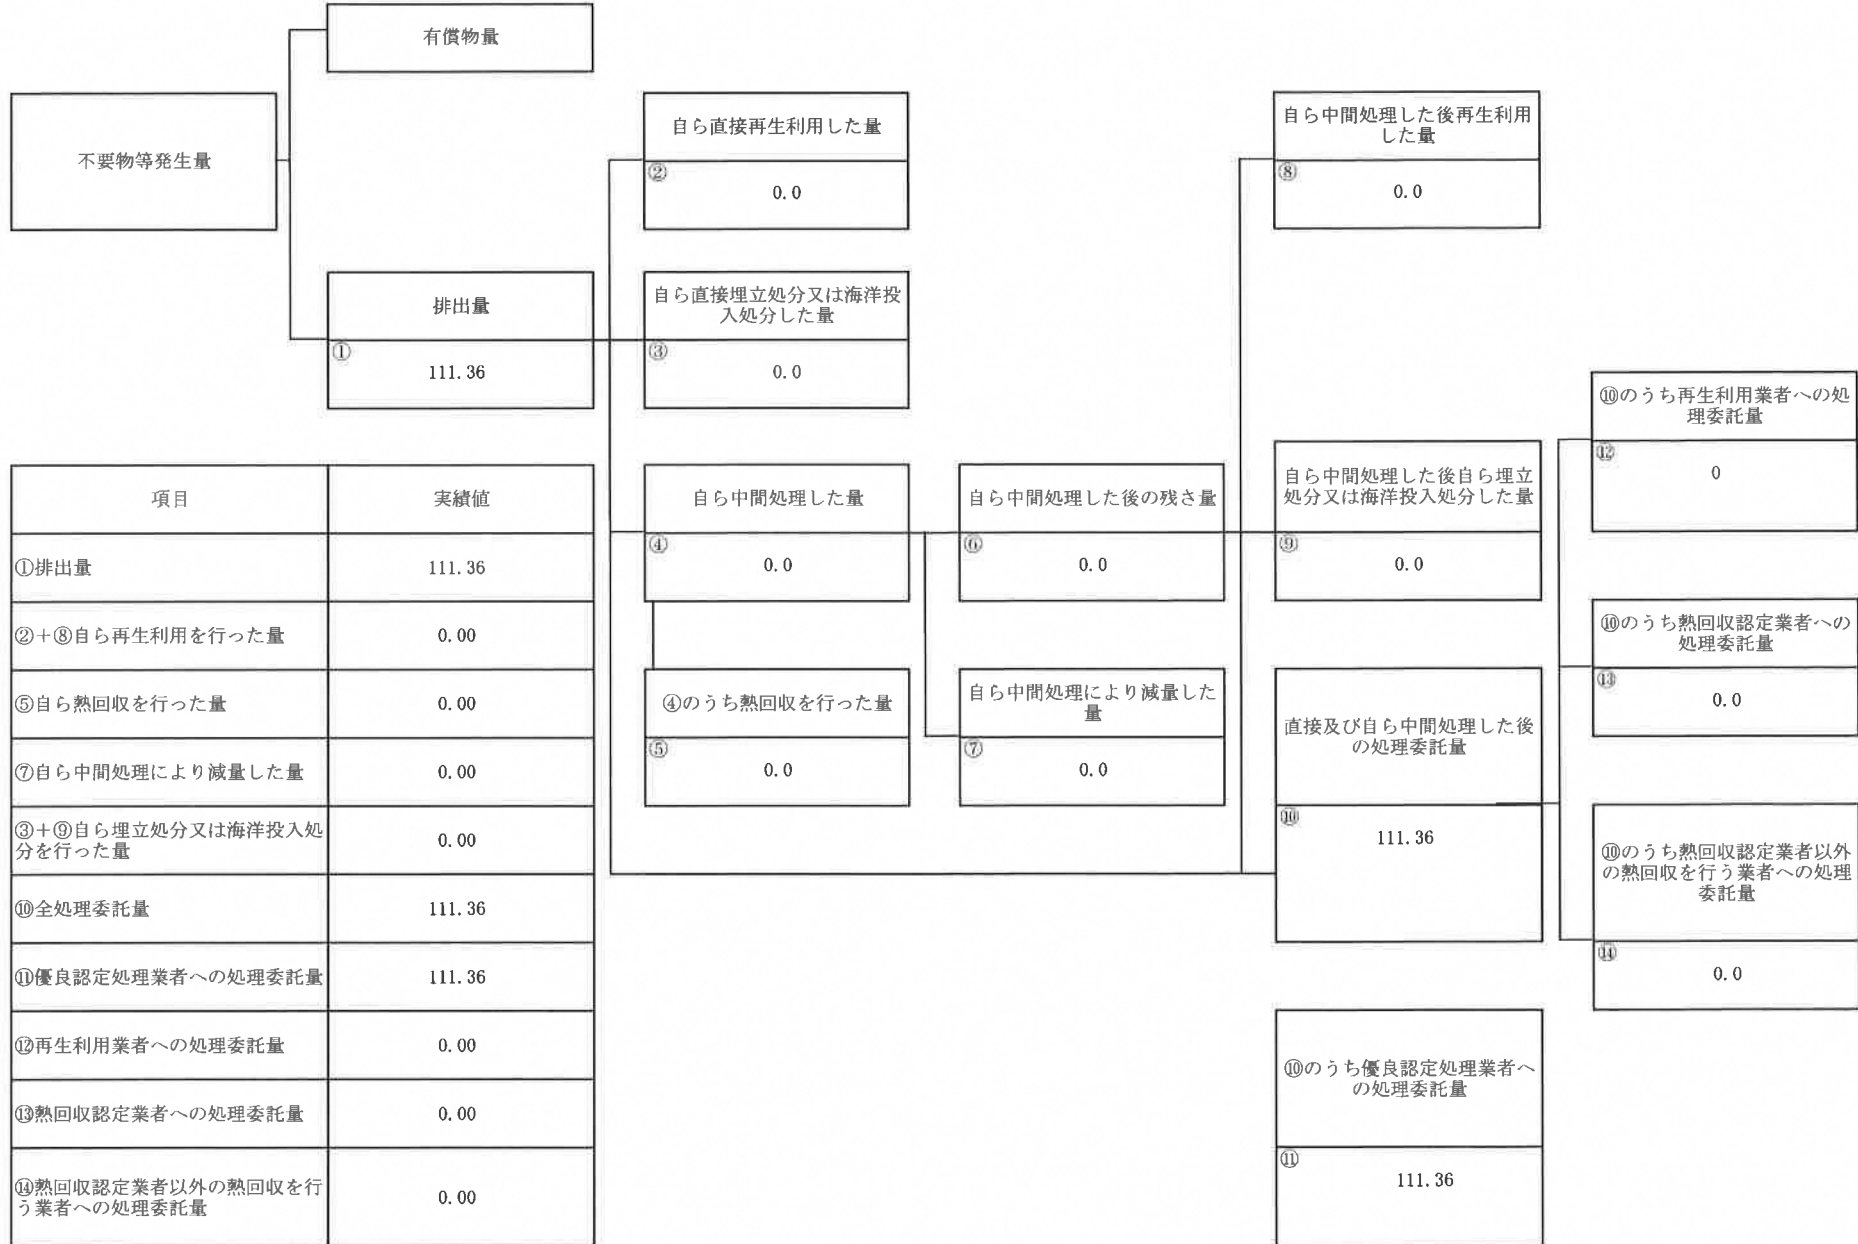 有償物量
不要物等発生量
自ら直接再生利用した量
②
0.0
自ら中間処理した後再生利用
した量
⑧
0.0
排出量
①
111.36
自ら直接埋立処分又は海洋投
入処分した量
③
0.0
自ら中間処理した量
④
0.0
自ら中間処理した後の残さ量
⑥
0.0
自ら中間処理した後自ら埋立
処分又は海洋投入処分した量
⑨
0.0
⑩のうち再生利用業者への処
理委託量
⑫
0
④のうち熱回収を行った量
⑤
0.0
自ら中間処理により減量した
量
⑦
0.0
直接及び自ら中間処理した後
の処理委託量
⑩
111.36
⑩のうち熱回収認定業者への
処理委託量
⑬
0.0
⑩のうち熱回収認定業者以外
の熱回収を行う業者への処理
委託量
⑭
0.0
⑩のうち優良認定処理業者へ
の処理委託量
⑪
111.36
項目 実績値
①排出量 111.36
②＋⑧自ら再生利用を行った量 0.00
⑤自ら熱回収を行った量 0.00
⑦自ら中間処理により減量した量 0.00
③＋⑨自ら埋立処分又は海洋投入処
分を行った量 0.00
⑩全処理委託量 111.36
⑪優良認定処理業者への処理委託量 111.36
⑫再生利用業者への処理委託量 0.00
⑬熱回収認定業者への処理委託量 0.00
⑭熱回収認定業者以外の熱回収を行
う業者への処理委託量 0.00